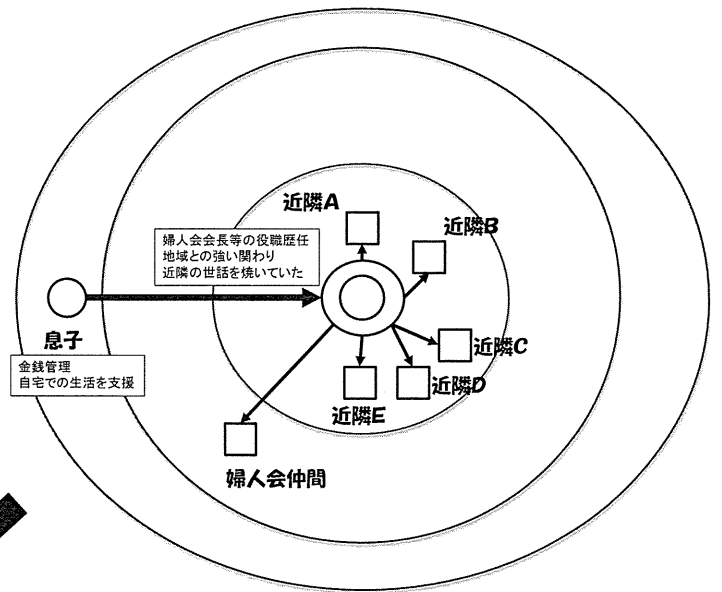 近隣A
近隣B
婦人会会長等の役職歴任
地域との強い関わり
近隣の世話を焼いていた
息子
金銭管理
自宅での生活を支援
近隣C
近隣D
近隣E
婦人会仲間